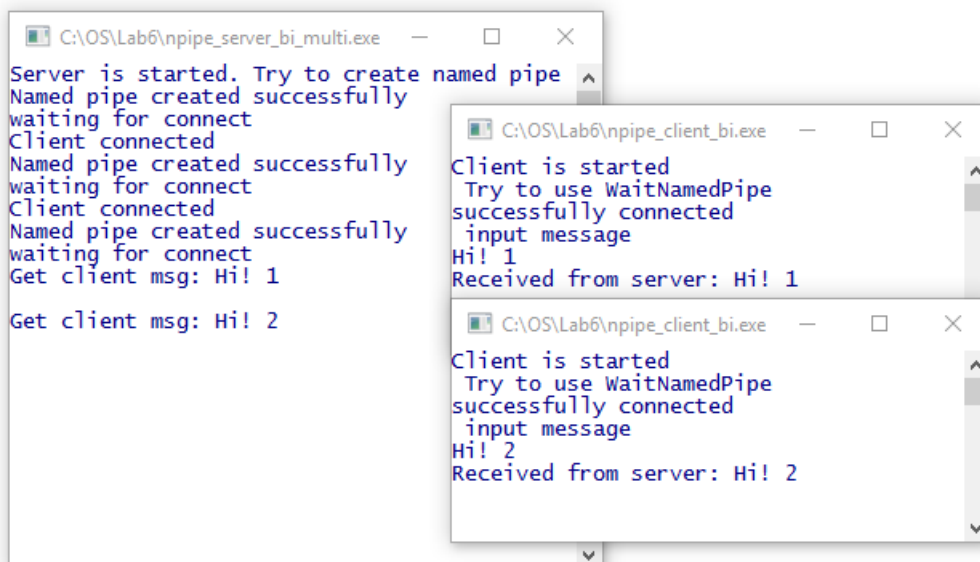 C:\OS\Lab6\npipe_server_bi_multi.exe
Server is started. Try to create named pipe
Named pipe created successfully
waiting for connect
Client connected
Named pipe created successfully
waiting for connect
Client connected
Named pipe created successfully
waiting for connect
Get client msg: Hi! 1
Get client msg: Hi! 2
C:\OS\Lab6\npipe_client_bi.exe
Client is started
Try to use WaitNamedPipe
successfully connected
input message
Hi! 1
Received from server: Hi! 1
C:\OS\Lab6\npipe_client_bi.exe
Client is started
Try to use WaitNamedPipe
successfully connected
input message
Hi! 2
Received from server: Hi! 2